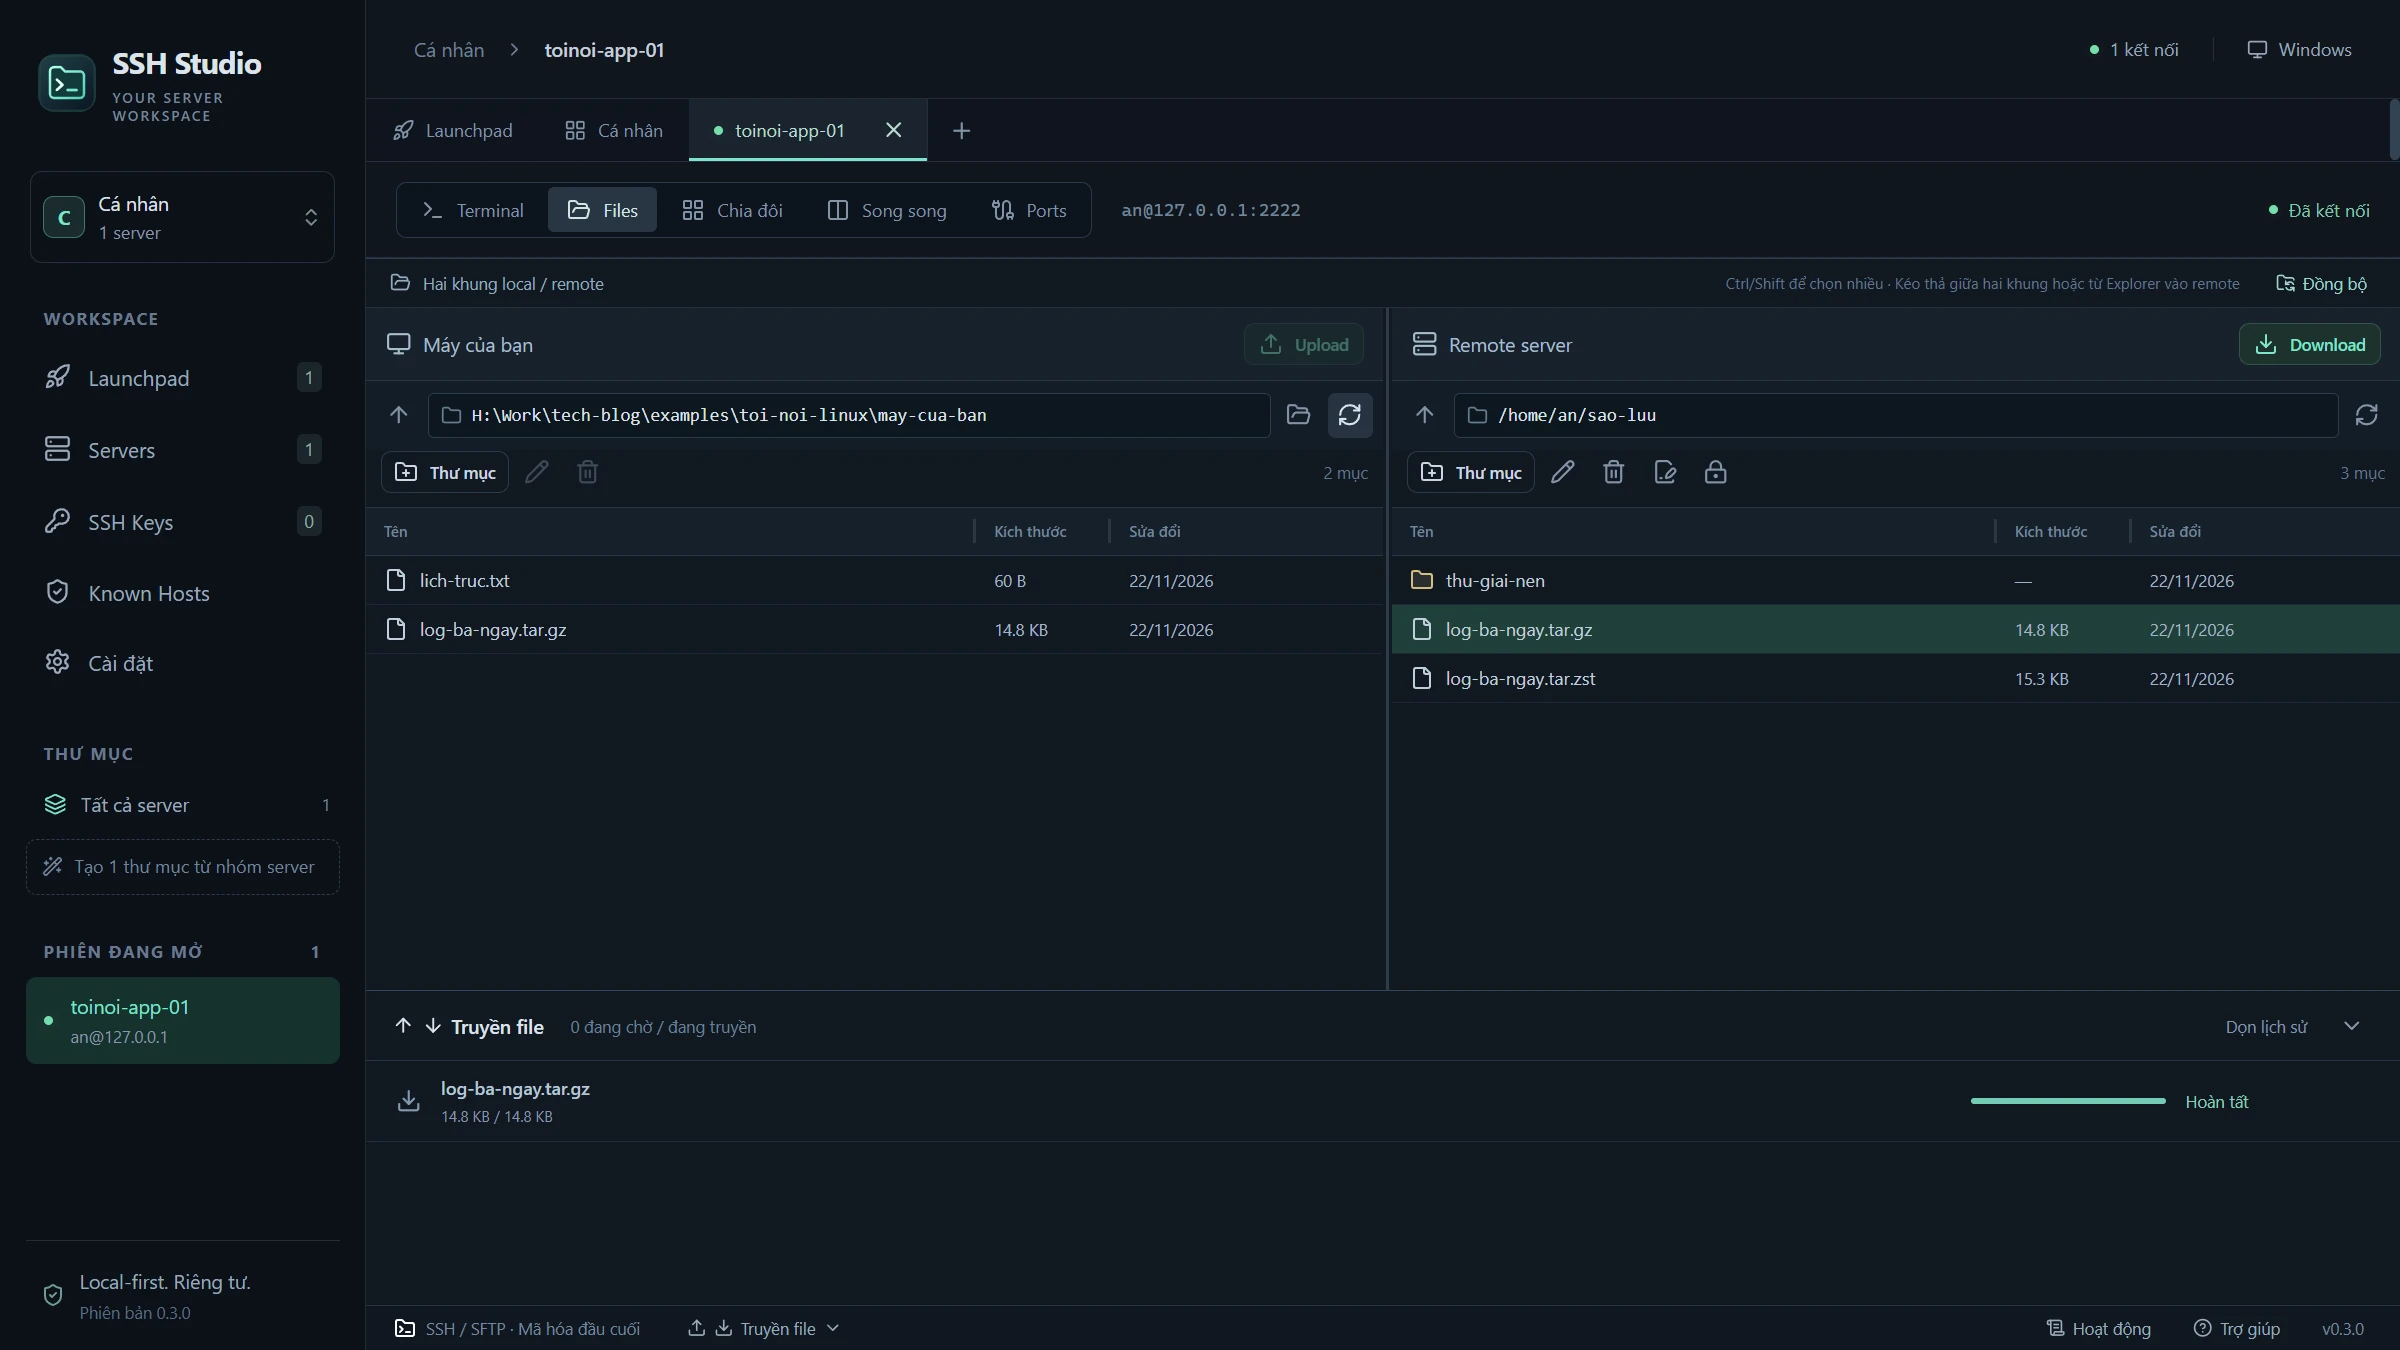 SSH Studio
YOUR SERVER
WORKSPACE
C
Cá nhân
1 server
WORKSPACE
Launchpad 1
Servers 1
SSH Keys 0
Known Hosts
Cài đặt
THƯ MỤC
Tất cả server 1
Tạo 1 thư mục từ nhóm server
PHIÊN ĐANG MỞ 1
toinoi-app-01
an@127.0.0.1
Local-first. Riêng tư.
Phiên bản 0.3.0
Cá nhân > toinoi-app-01
1 kết nối
Windows
Launchpad
Cá nhân
toinoi-app-01
Terminal
Files
Chia đôi
Song song
Ports
an@127.0.0.1:2222
Đã kết nối
Hai khung local / remote
Ctrl/Shift để chọn nhiều · Kéo thả giữa hai khung hoặc từ Explorer vào remote
Đồng bộ
Máy của bạn
Upload
H:\Work\tech-blog\examples\toi-noi-linux\may-cua-ban
Thư mục
2 mục
Tên Kích thước Sửa đổi
lich-truc.txt 60 B 22/11/2026
log-ba-ngay.tar.gz 14.8 KB 22/11/2026
Remote server
Download
/home/an/sao-luu
Thư mục
3 mục
Tên Kích thước Sửa đổi
thu-giai-nen — 22/11/2026
log-ba-ngay.tar.gz 14.8 KB 22/11/2026
log-ba-ngay.tar.zst 15.3 KB 22/11/2026
Truyền file 0 đang chờ / đang truyền
Dọn lịch sử
log-ba-ngay.tar.gz
14.8 KB / 14.8 KB
Hoàn tất
SSH / SFTP · Mã hóa đầu cuối
Truyền file
Hoạt động
Trợ giúp
v0.3.0